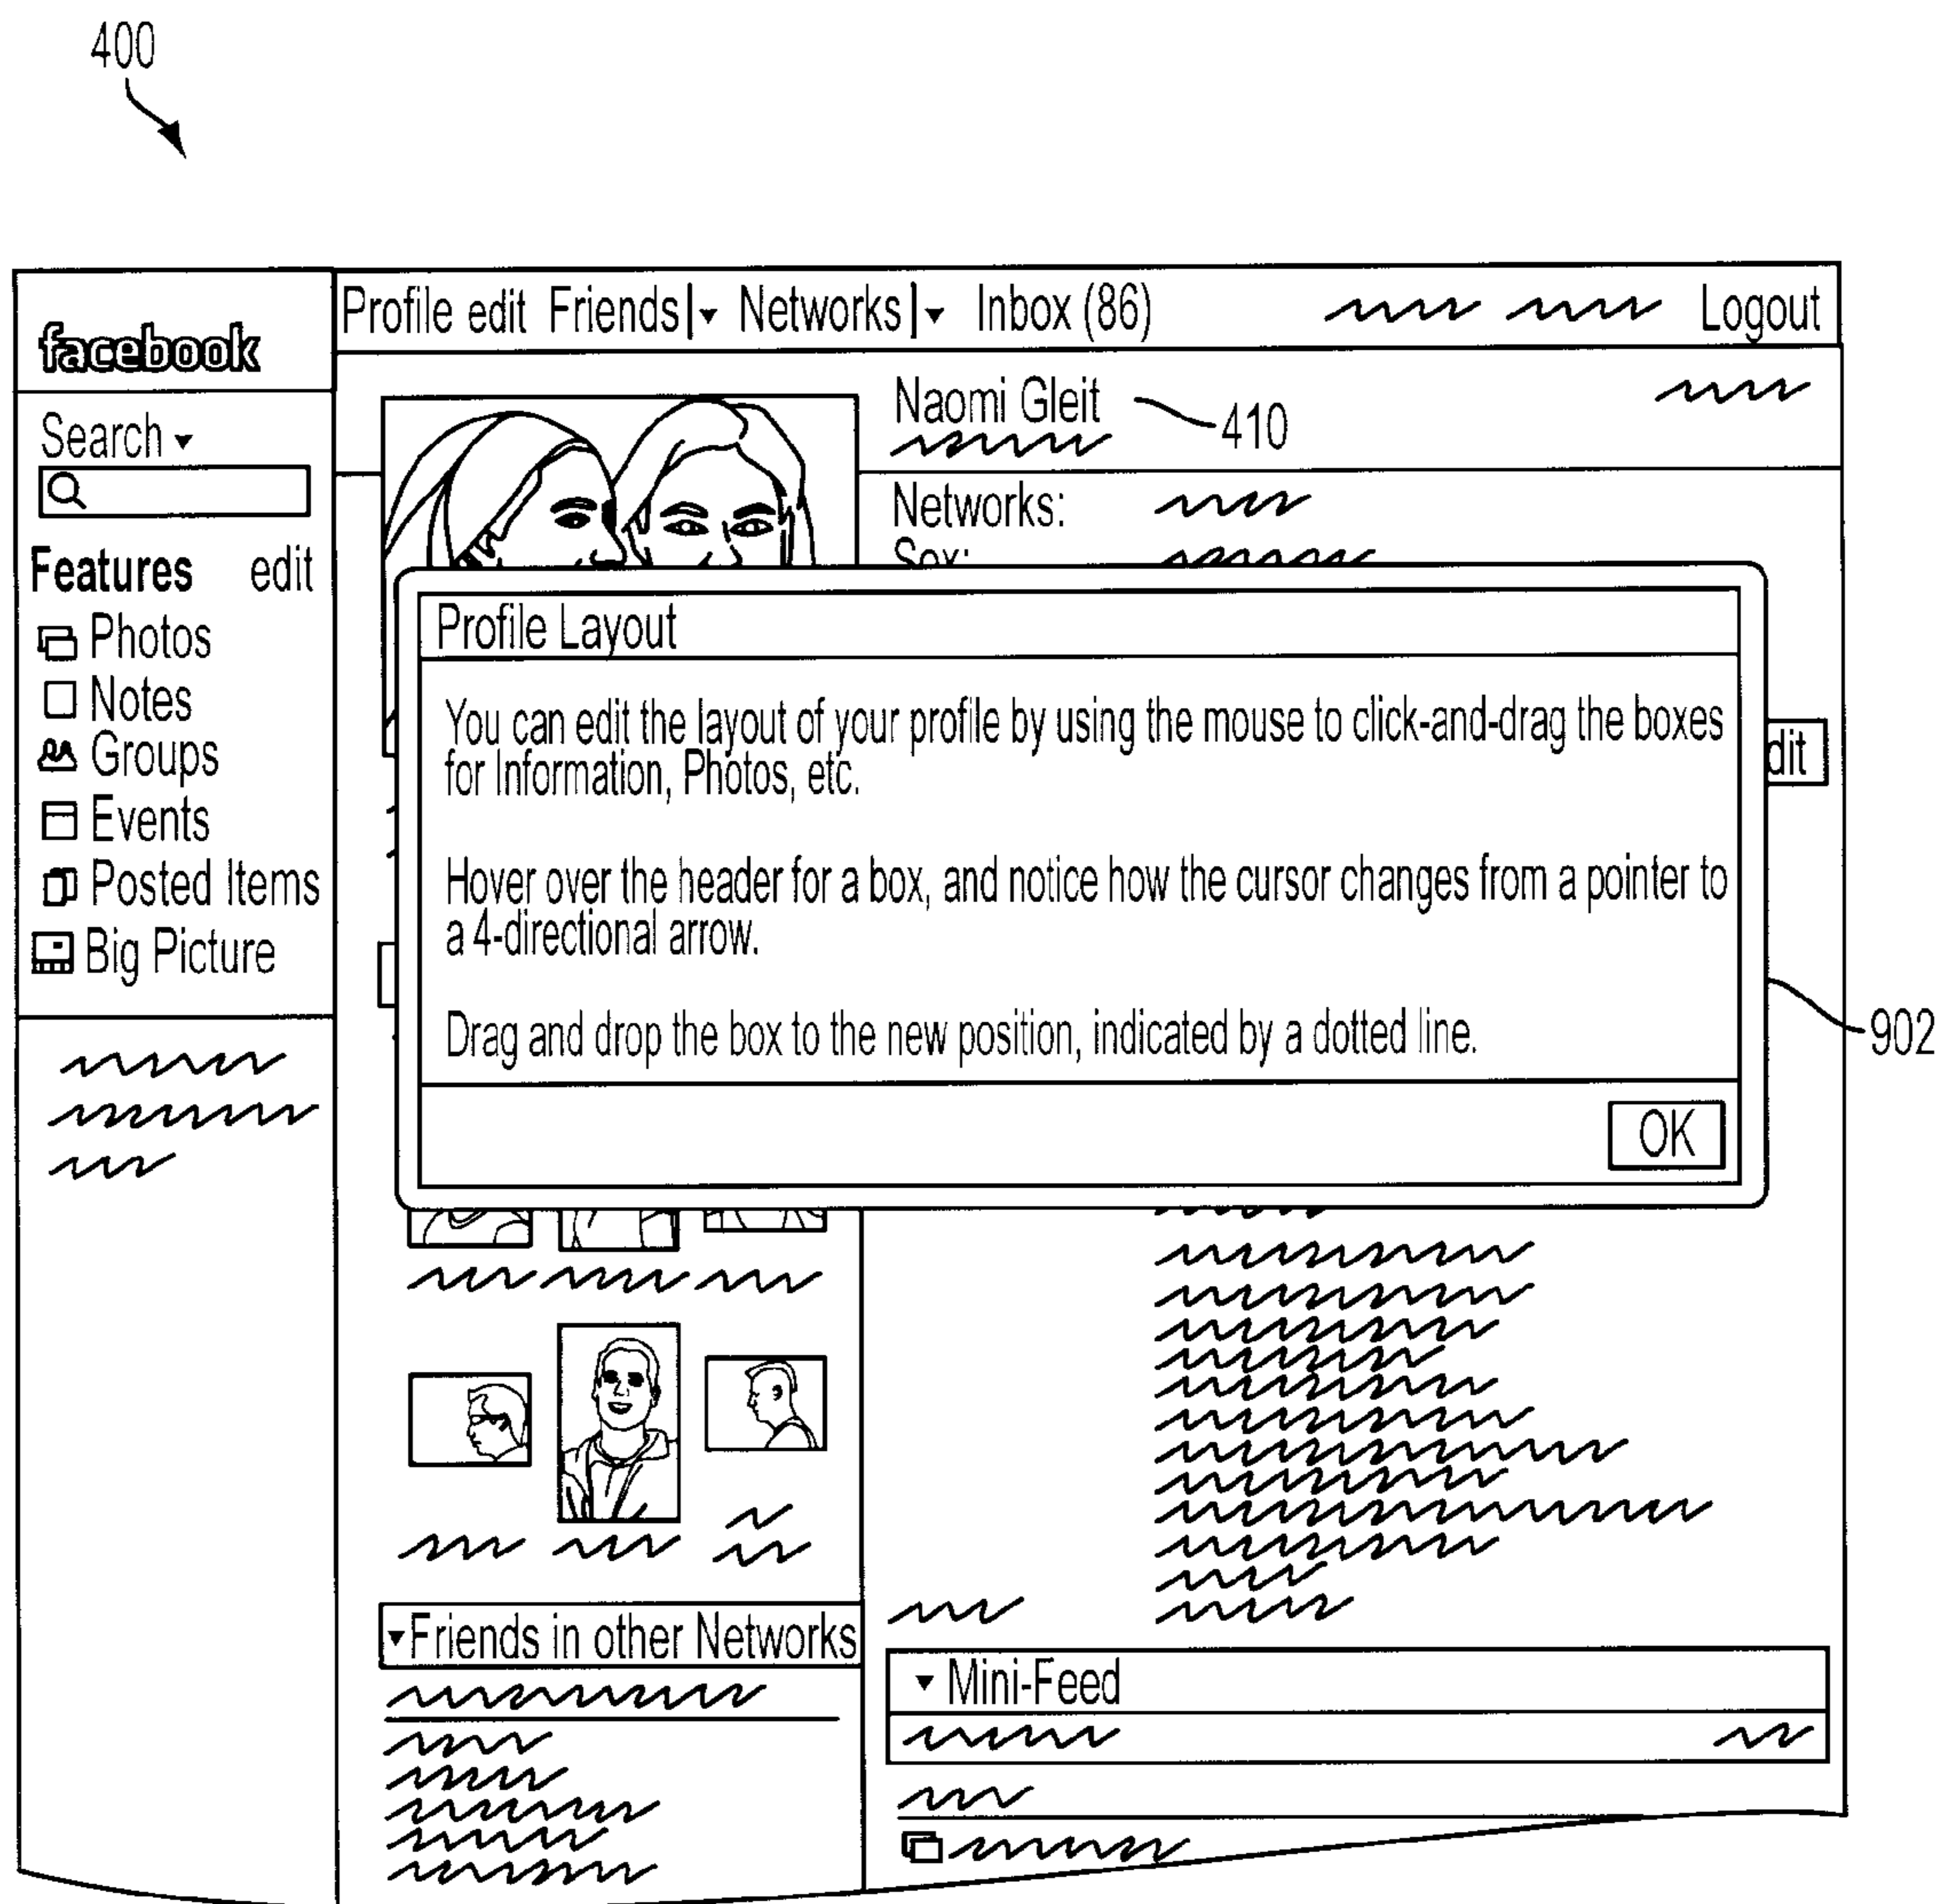 400
facebook
Profile edit Friends Networks Inbox (86) Logout
Search
Features edit
Photos
Notes
Groups
Events
Posted Items
Big Picture
Naomi Gleit
410
Networks:
Sex:
Profile Layout
You can edit the layout of your profile by using the mouse to click-and-drag the boxes
for Information, Photos, etc.
Hover over the header for a box, and notice how the cursor changes from a pointer to
a 4-directional arrow.
Drag and drop the box to the new position, indicated by a dotted line.
OK
dit
902
Friends in other Networks
Mini-Feed